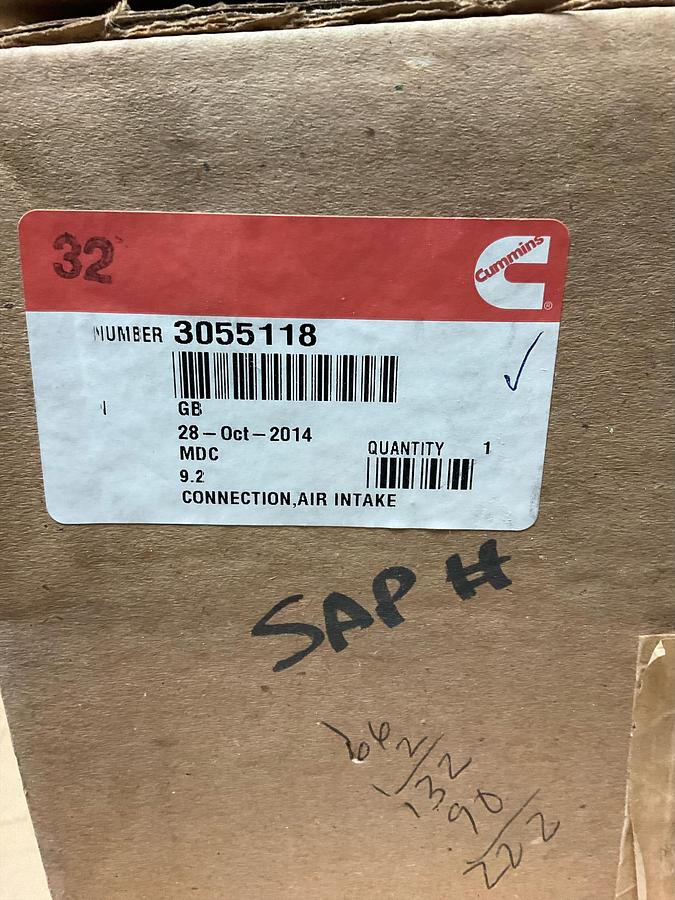 32
Cummins
NUMBER 3055118
GB
28-Oct-2014
MDC
QUANTITY 1
9.2
CONNECTION,AIR INTAKE
SAP #
132
90
222